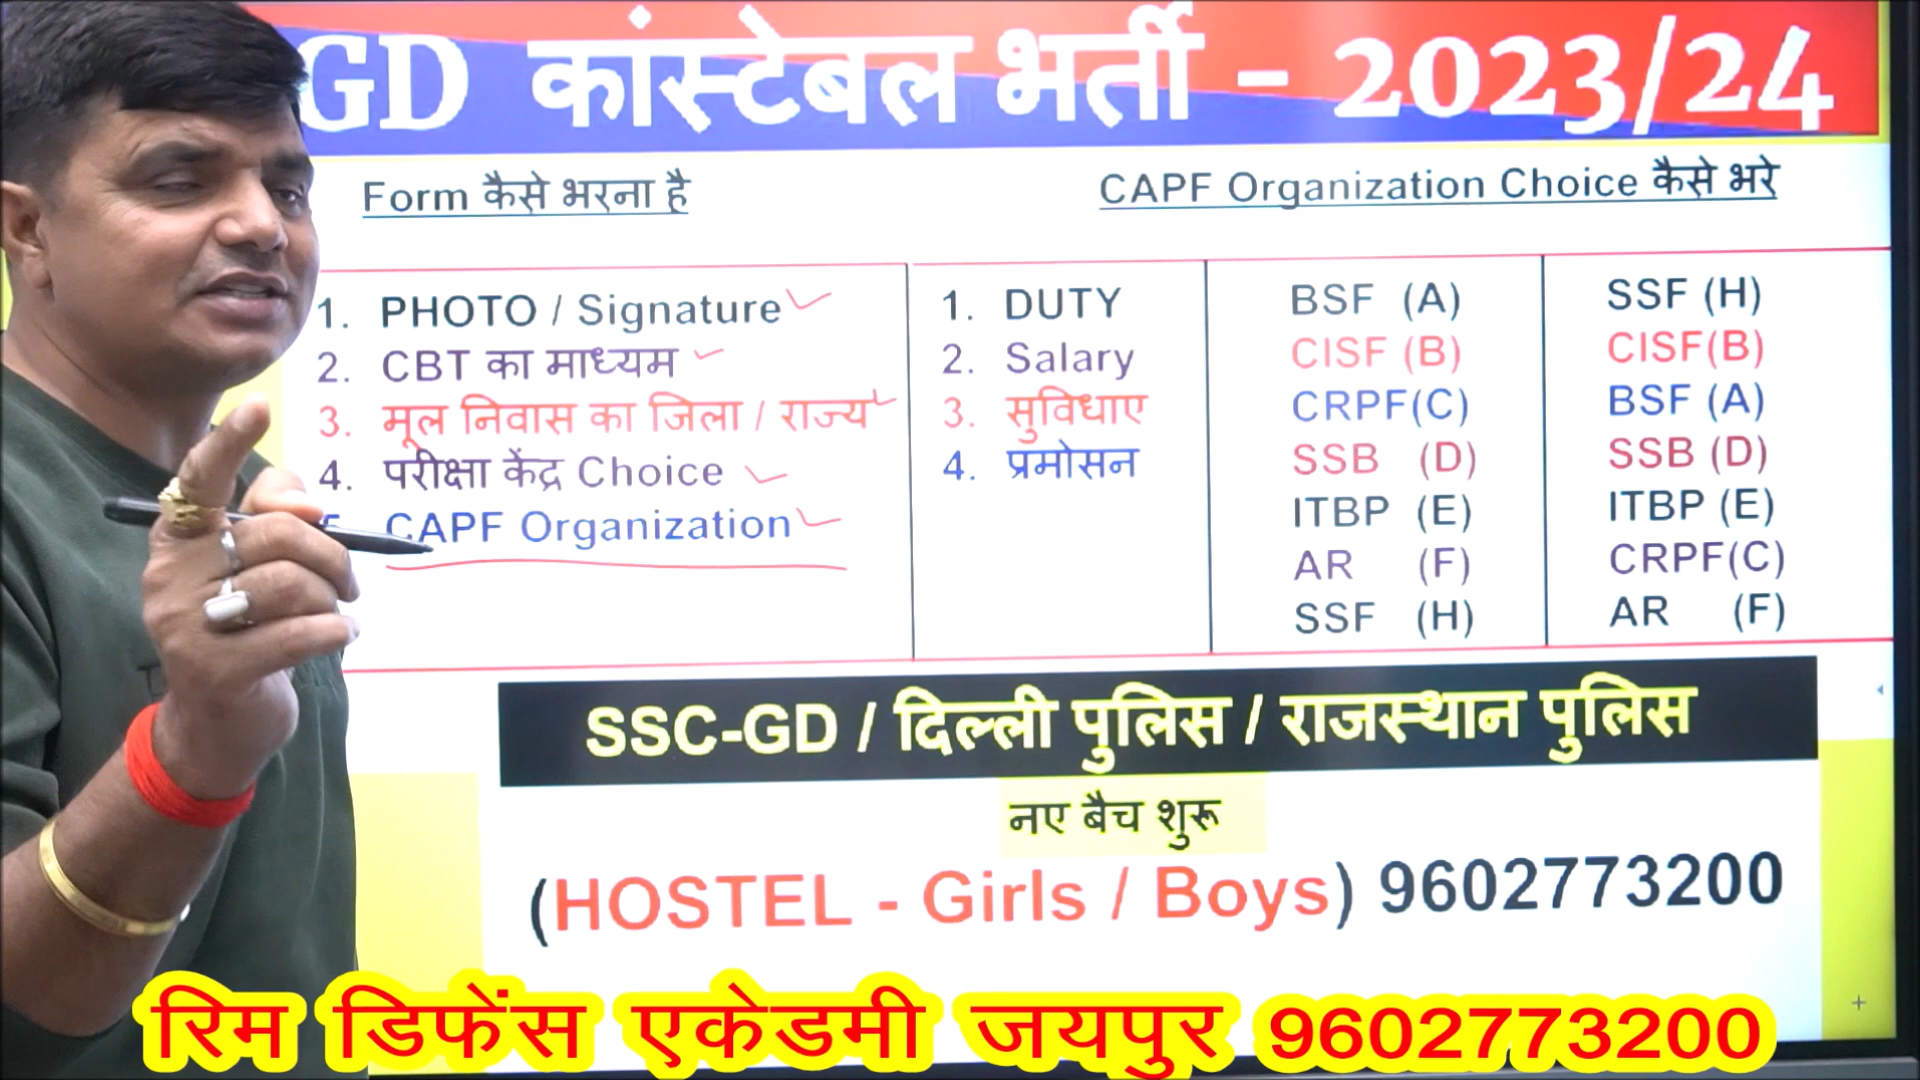 GD कांस्टेबल भर्ती - 2023/24
Form कैसे भरना है
CAPF Organization Choice कैसे भरे
1. PHOTO / Signature
2. CBT का माध्यम
3. मूल निवास का जिला / राज्य
4. परीक्षा केंद्र Choice
5. CAPF Organization
1. DUTY
2. Salary
3. सुविधाए
4. प्रमोसन
BSF (A)
CISF (B)
CRPF(C)
SSB (D)
ITBP (E)
AR (F)
SSF (H)
SSF (H)
CISF(B)
BSF (A)
SSB (D)
ITBP (E)
CRPF(C)
AR (F)
SSC-GD / दिल्ली पुलिस / राजस्थान पुलिस
नए बैच शुरू
(HOSTEL - Girls / Boys) 9602773200
रिम डिफेंस एकेडमी जयपुर 9602773200